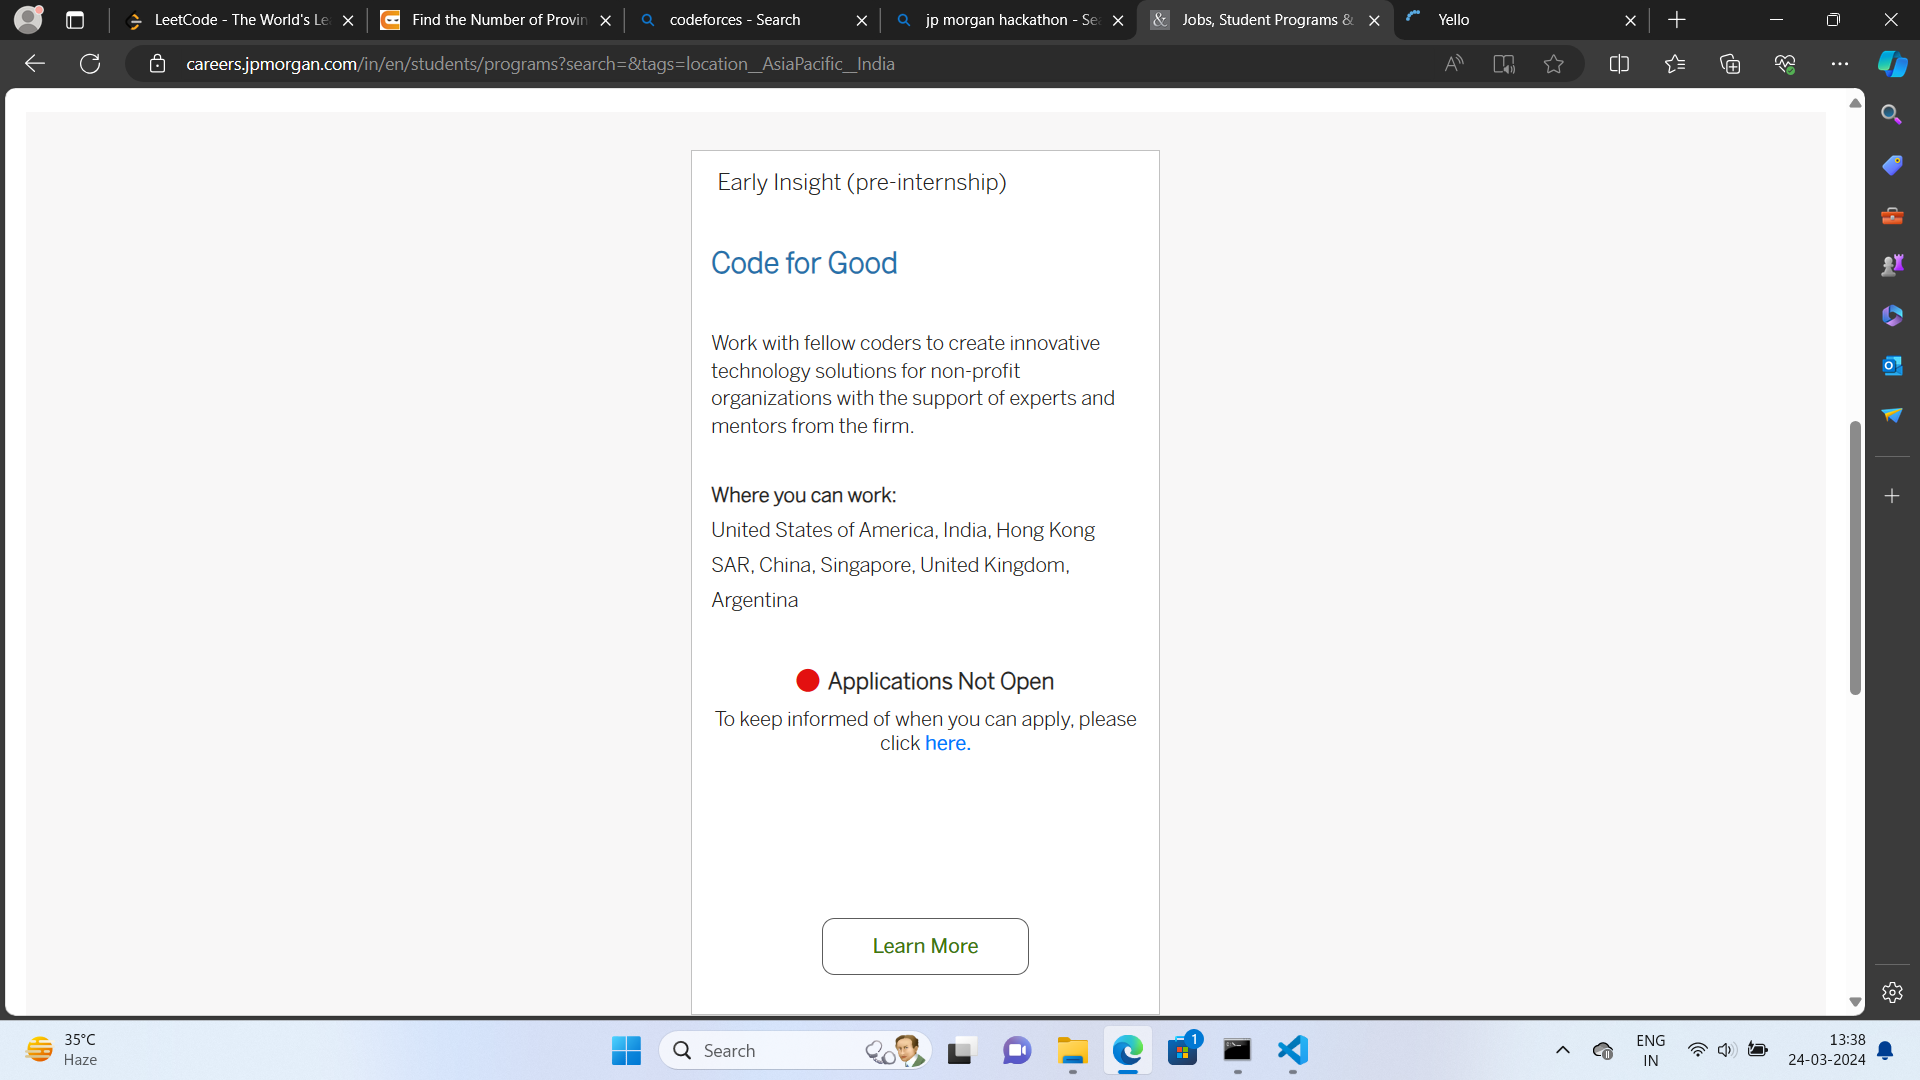 LeetCode - The World's Le
Find the Number of Provin
codeforces - Search
jp morgan hackathon - Sea
Jobs, Student Programs &
Yello
careers.jpmorgan.com/in/en/students/programs?search=&tags=location__AsiaPacific__India
Early Insight (pre-internship)
Code for Good
Work with fellow coders to create innovative
technology solutions for non-profit
organizations with the support of experts and
mentors from the firm.
Where you can work:
United States of America, India, Hong Kong
SAR, China, Singapore, United Kingdom,
Argentina
Applications Not Open
To keep informed of when you can apply, please
click here.
Learn More
35°C
Haze
Search
1
ENG
IN
13:38
24-03-2024